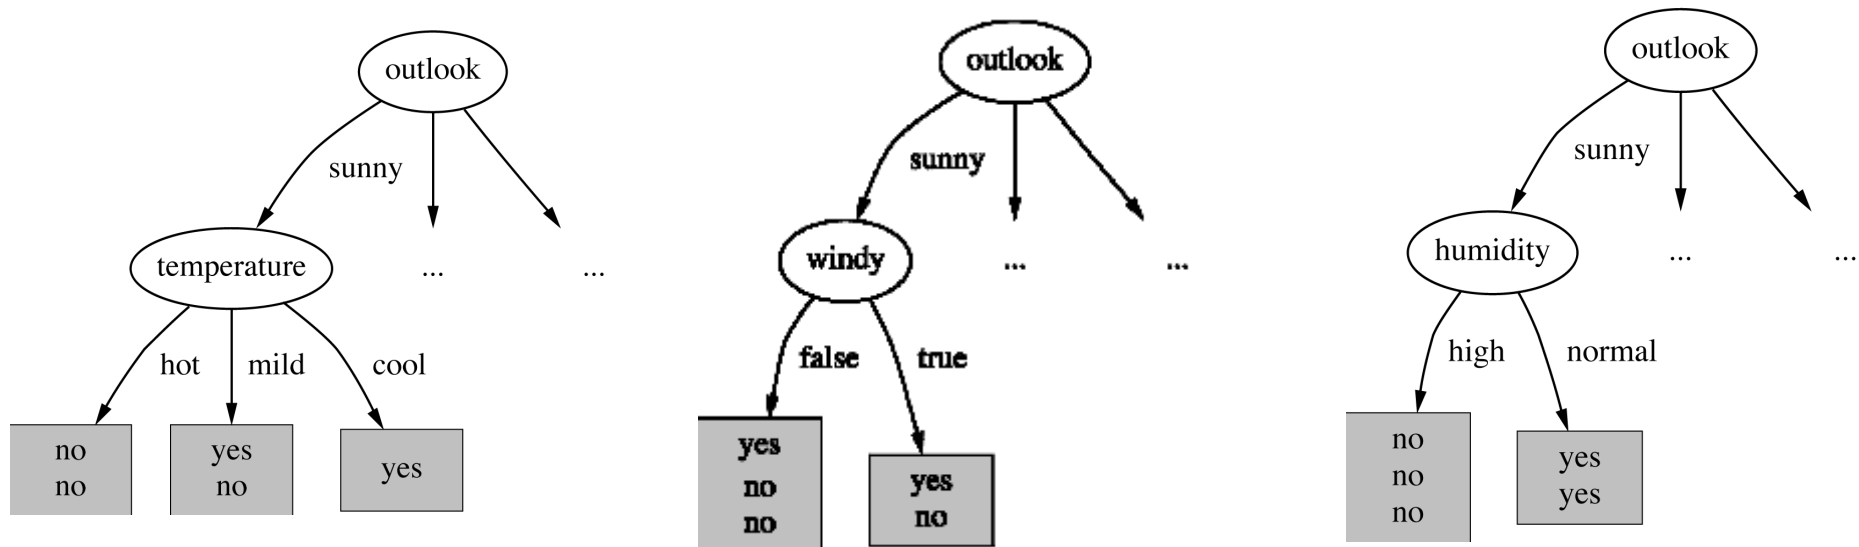 outlook
sunny
temperature
...
...
hot
mild
cool
no
no
yes
no
yes
outlook
sunny
windy
...
...
false
true
yes
no
no
yes
no
outlook
sunny
humidity
...
...
high
normal
no
no
no
yes
yes